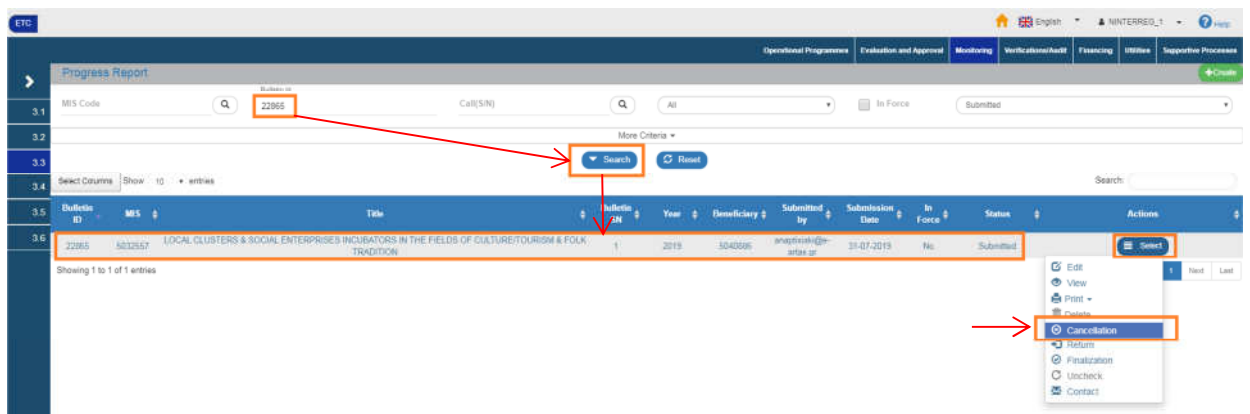 ETC
English
NINTERREG_1
Help
Operational Programmes Evaluation and Approval Monitoring Verifications/Audit Financing Utilities Supportive Processes
Progress Report
+Create
MIS Code
Bulletin Id
22865
Call(S/N)
All
In Force
Submitted
More Criteria
Search
Reset
Select Columns Show 10 entries
Search:
3.1
3.2
3.3
3.4
3.5
3.6
Bulletin ID MIS Title Bulletin SN Year Beneficiary Submitted by Submission Date In Force Status Actions
22865 5032557 LOCAL CLUSTERS & SOCIAL ENTERPRISES INCUBATORS IN THE FIELDS OF CULTURE/TOURISM & FOLK TRADITION 1 2019 31-07-2019 No Submitted Select
Showing 1 to 1 of 1 entries
1 Next Last
Edit
View
Print
Delete
Cancellation
Return
Finalization
Uncheck
Contact